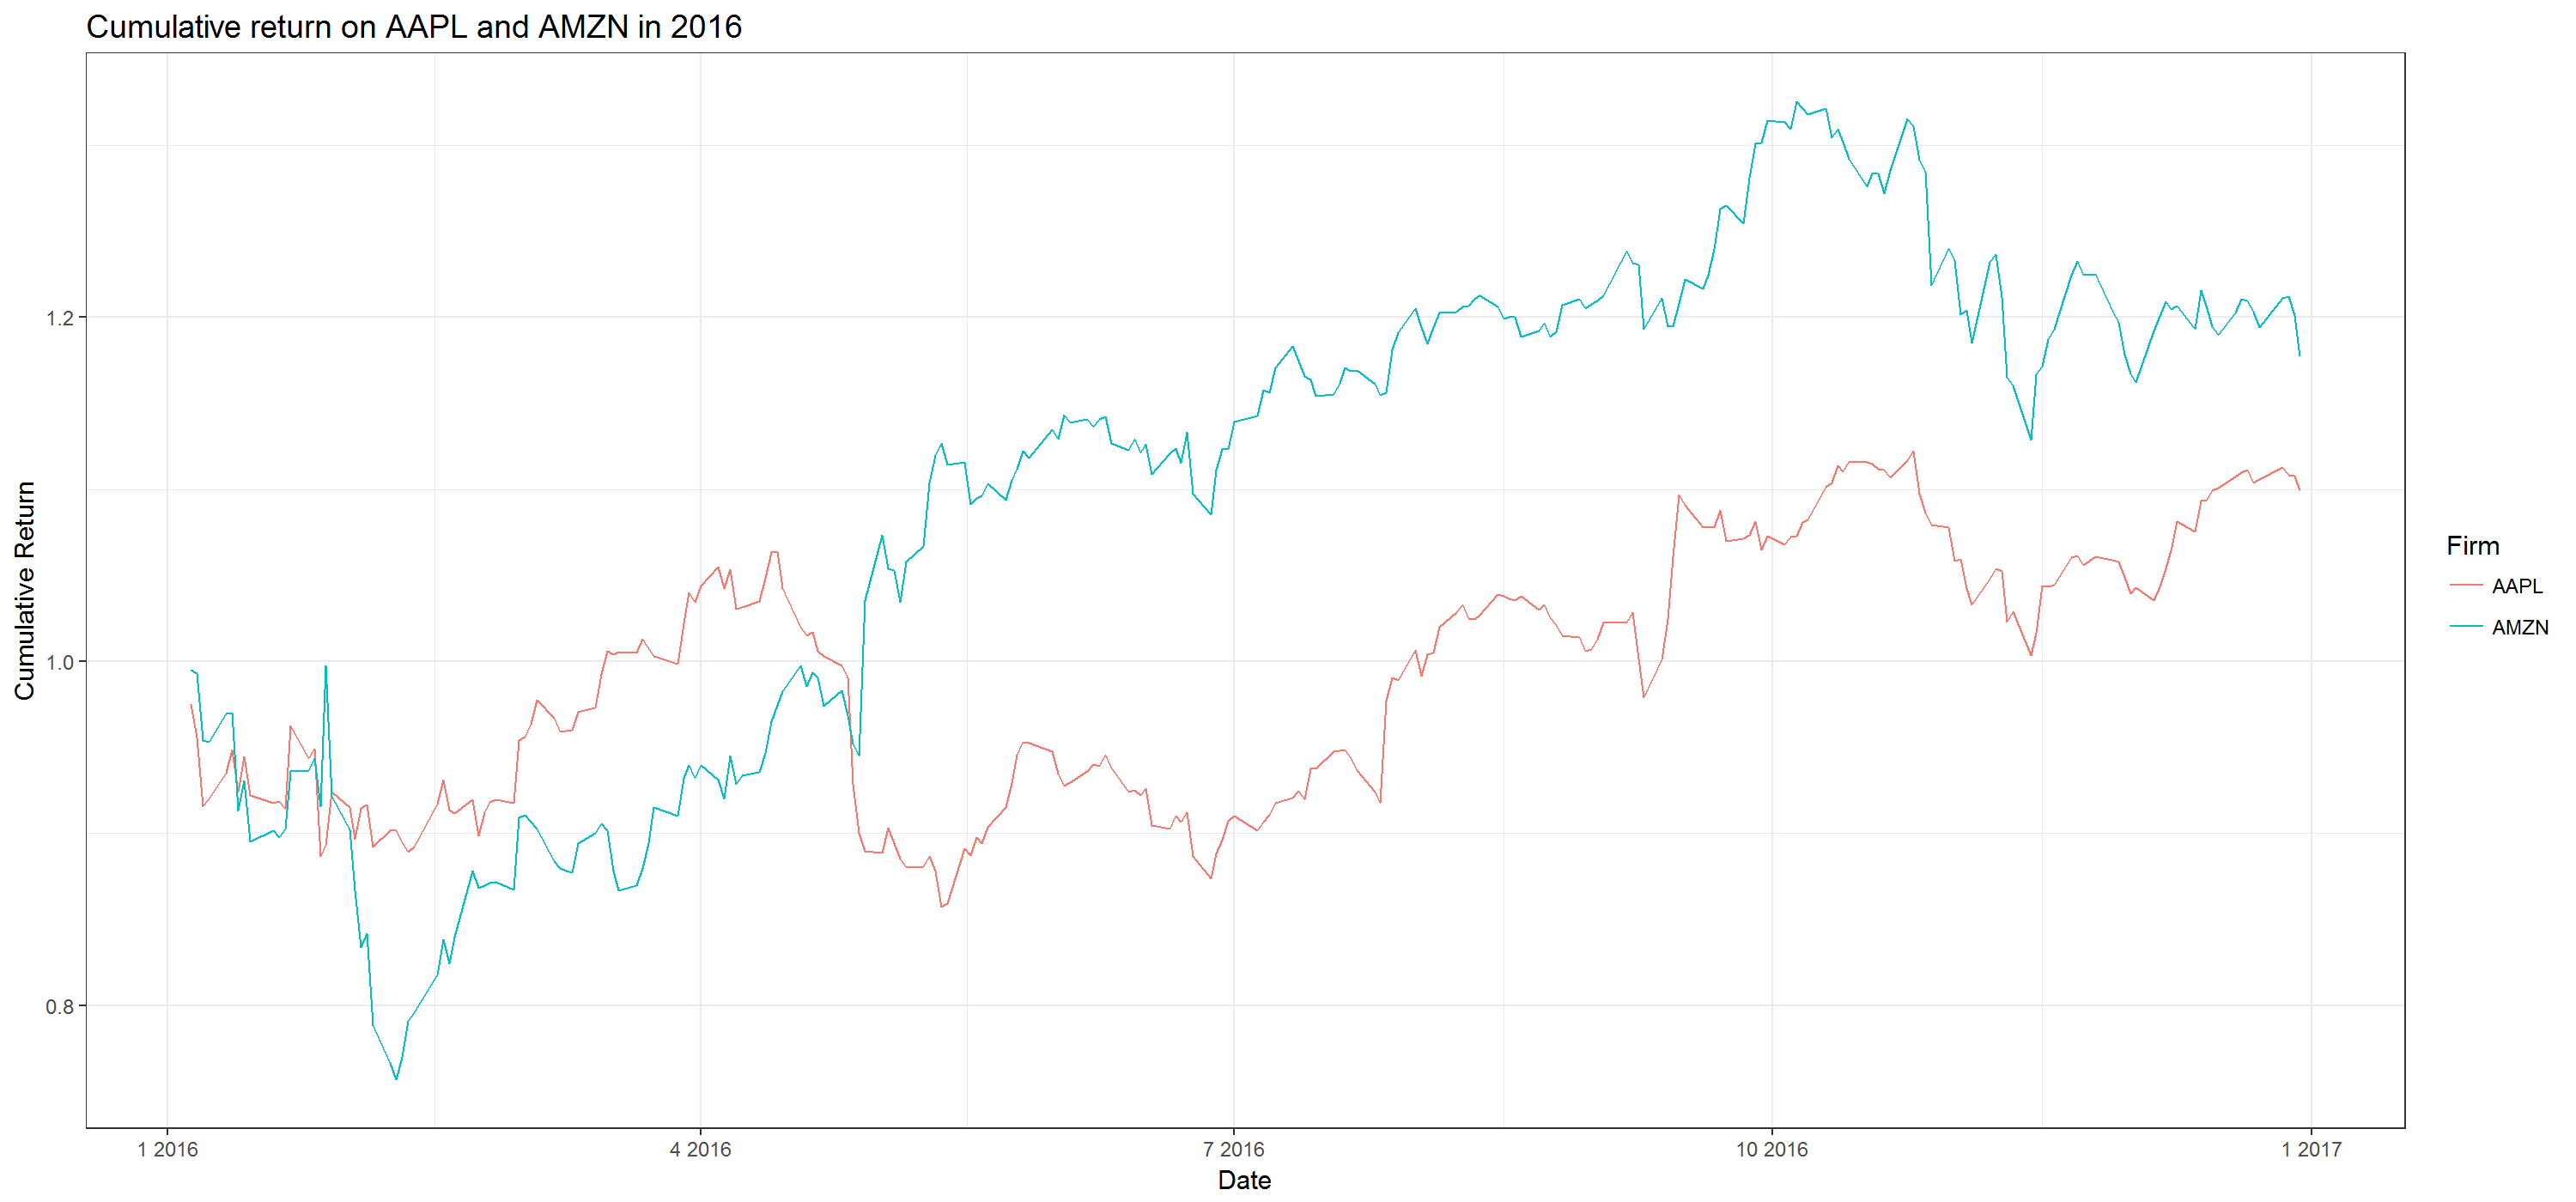 Cumulative return on AAPL and AMZN in 2016
Cumulative Return
1.2
1.0
0.8
1 2016
4 2016
7 2016
10 2016
1 2017
Date
Firm
AAPL
AMZN